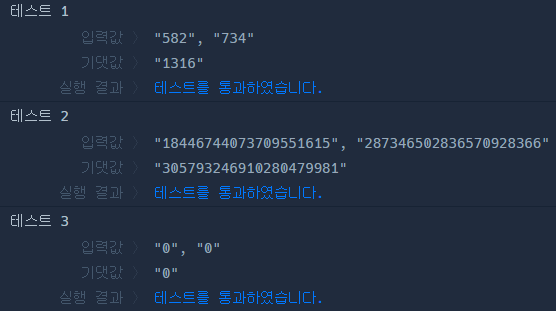 테스트 1
입력값 〉 "582", "734"
기댓값 〉 "1316"
실행 결과 〉 테스트를 통과하였습니다.
테스트 2
입력값 〉 "18446744073709551615", "287346502836570928366"
기댓값 〉 "305793246910280479981"
실행 결과 〉 테스트를 통과하였습니다.
테스트 3
입력값 〉 "0", "0"
기댓값 〉 "0"
실행 결과 〉 테스트를 통과하였습니다.